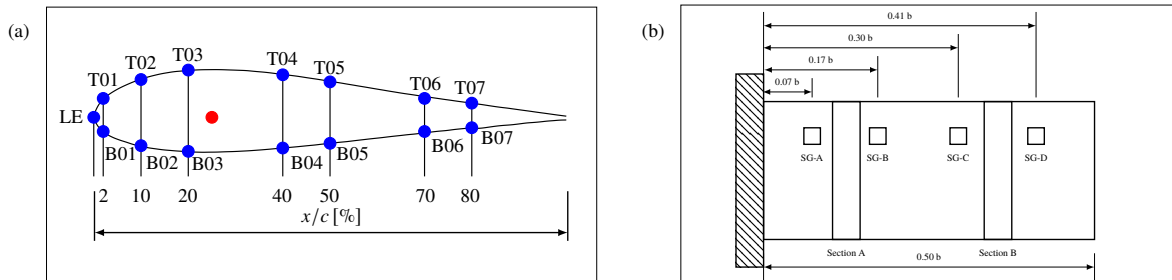 (a)
T01 T02 T03 T04 T05 T06 T07
LE
B01 B02 B03 B04 B05 B06 B07
2 10 20 40 50 70 80
x/c [%]
(b)
0.41 b
0.30 b
0.17 b
0.07 b
SG-A SG-B SG-C SG-D
Section A Section B
0.50 b